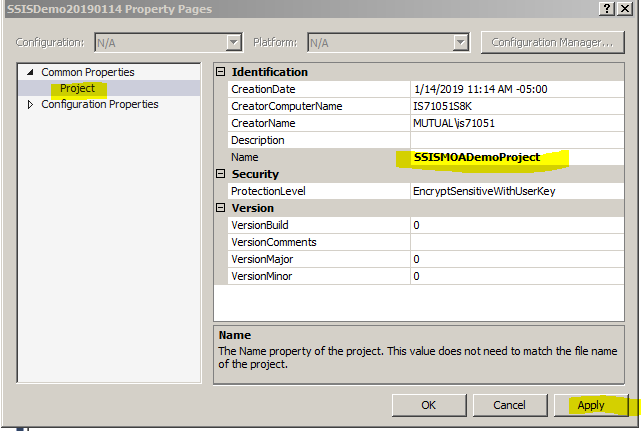 SSISDemo20190114 Property Pages
Configuration: N/A Platform: N/A Configuration Manager...
Common Properties
Project
Configuration Properties
Identification
CreationDate 1/14/2019 11:14 AM -05:00
CreatorComputerName IS71051S8K
CreatorName MUTUAL\js71051
Description
Name SSISMOADemoProject
Security
ProtectionLevel EncryptSensitiveWithUserKey
Version
VersionBuild 0
VersionComments
VersionMajor 0
VersionMinor 0
Name
The Name property of the project. This value does not need to match the file name
of the project.
OK Cancel Apply